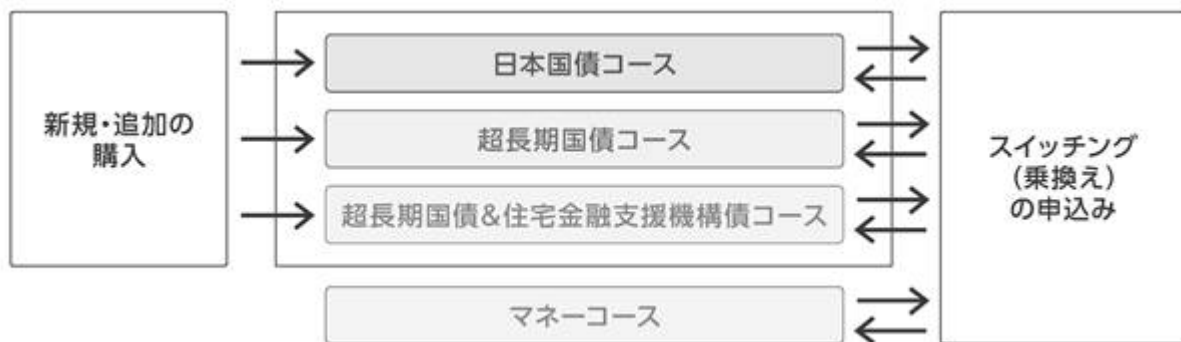 新規・追加の
購入
日本国債コース
超長期国債コース
超長期国債&住宅金融支援機構債コース
マネーコース
スイッチング
(乗換え)
の申込み